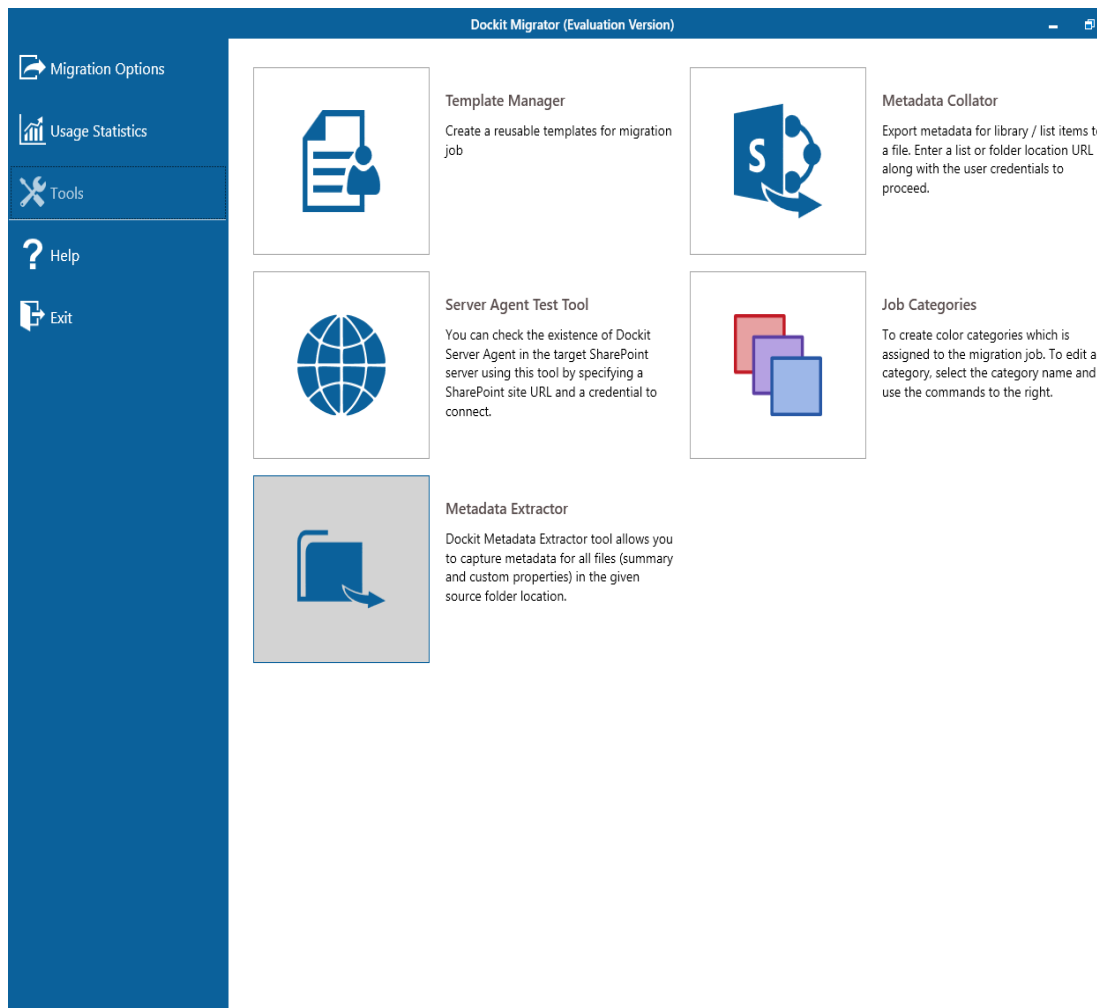 Dockit Migrator (Evaluation Version)
Migration Options
Usage Statistics
Tools
Help
Exit
Template Manager
Create a reusable templates for migration
job
Metadata Collator
Export metadata for library / list items t
a file. Enter a list or folder location URL
along with the user credentials to
proceed.
Server Agent Test Tool
You can check the existence of Dockit
Server Agent in the target SharePoint
server using this tool by specifying a
SharePoint site URL and a credential to
connect.
Job Categories
To create color categories which is
assigned to the migration job. To edit a
category, select the category name and
use the commands to the right.
Metadata Extractor
Dockit Metadata Extractor tool allows you
to capture metadata for all files (summary
and custom properties) in the given
source folder location.
S